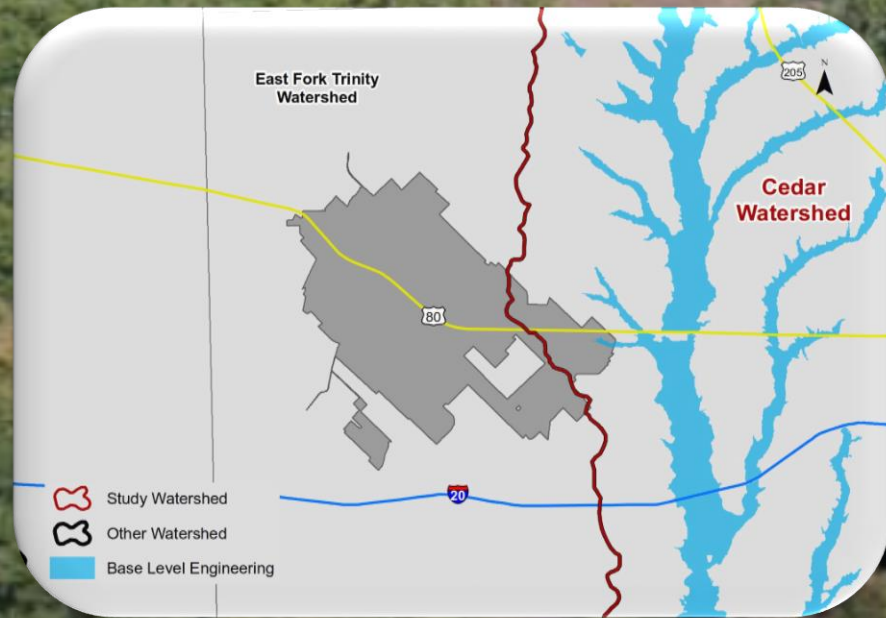 East Fork Trinity
Watershed
205
N
Cedar
Watershed
80
20
Study Watershed
Other Watershed
Base Level Engineering